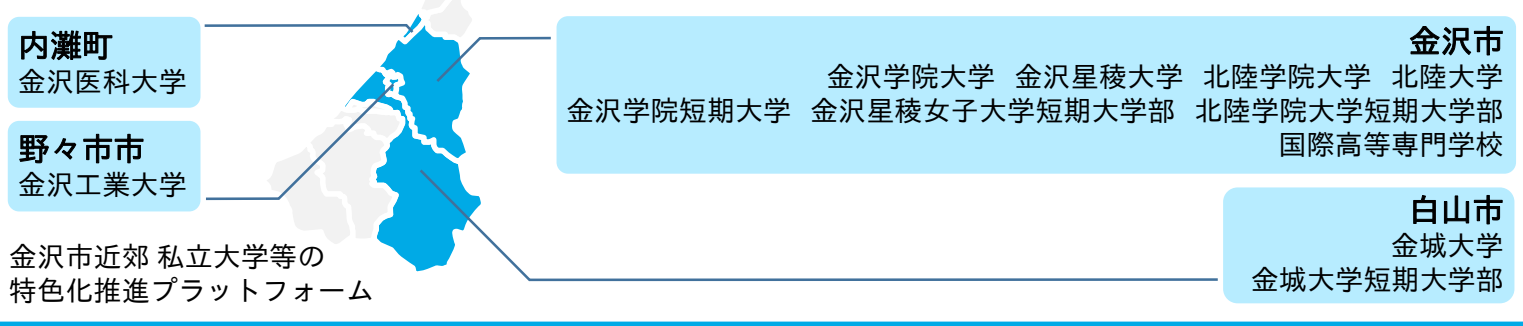 内灘町
金沢医科大学
野々市市
金沢工業大学
金沢市近郊 私立大学等の
特色化推進プラットフォーム
金沢市
金沢学院大学 金沢星稜大学 北陸学院大学 北陸大学
金沢学院短期大学 金沢星稜女子大学短期大学部 北陸学院大学短期大学部
国際高等専門学校
白山市
金城大学
金城大学短期大学部